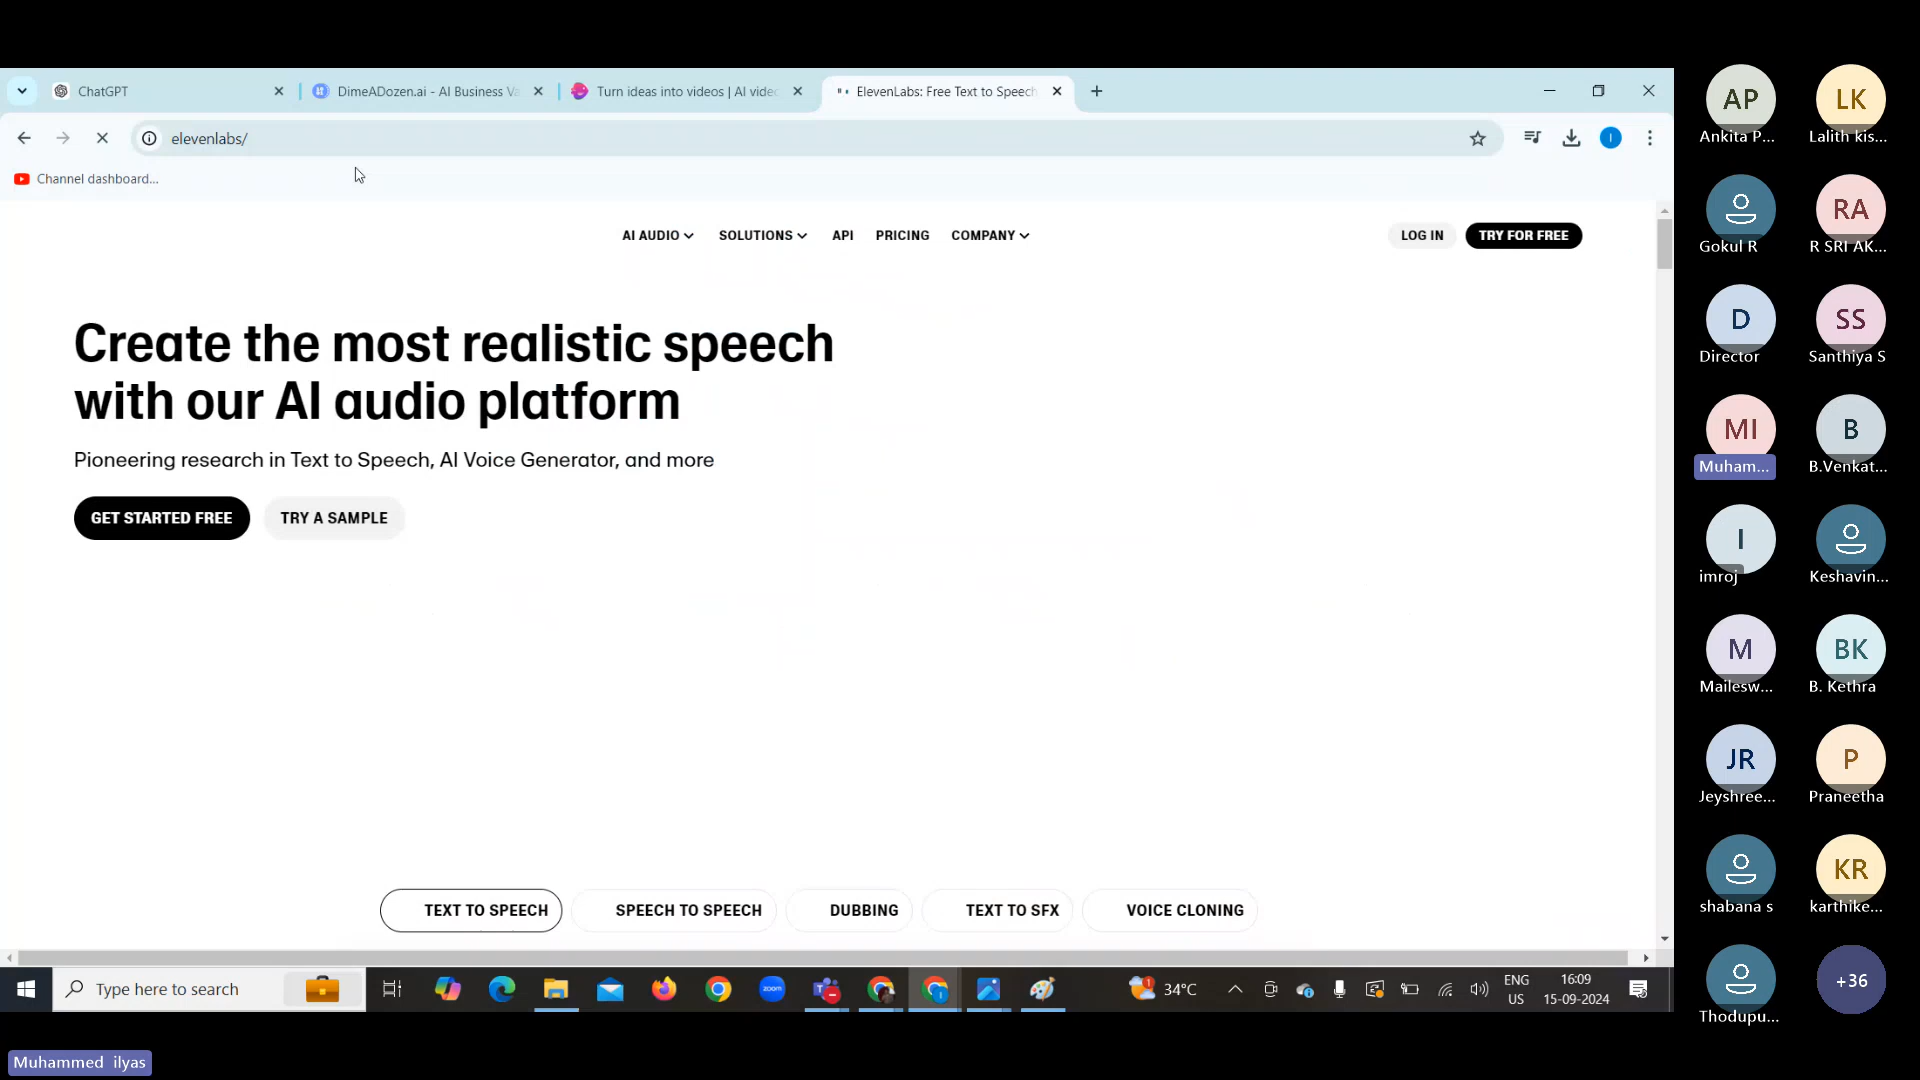 ChatGPT
DimeADozen.ai - AI Business Va
Turn ideas into videos | AI videc
ElevenLabs: Free Text to Speech
elevenlabs/
Channel dashboard...
AI AUDIO
SOLUTIONS
API
PRICING
COMPANY
LOG IN
TRY FOR FREE
Create the most realistic speech
with our AI audio platform
Pioneering research in Text to Speech, AI Voice Generator, and more
GET STARTED FREE
TRY A SAMPLE
TEXT TO SPEECH
SPEECH TO SPEECH
DUBBING
TEXT TO SFX
VOICE CLONING
Type here to search
zoom
1
34°C
ENG
US
16:09
15-09-2024
Muhammed ilyas
AP
Ankita P...
LK
Lalith kis...
Gokul R
RA
R SRI AK...
D
Director
SS
Santhiya S
MI
Muham...
B
B.Venkat...
I
imroj
Keshavin...
M
Mailesw...
BK
B. Kethra
JR
Jeyshree...
P
Praneetha
shabana s
KR
karthike...
Thodupu...
+36